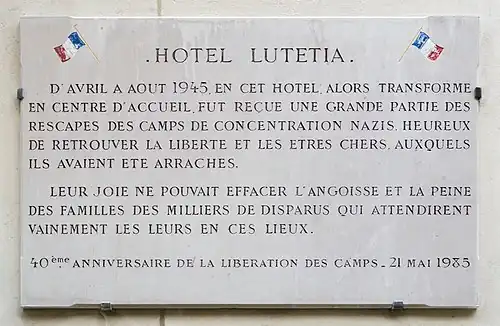 .HOTEL LUTETIA.
D'AVRIL A AOUT 1945, EN CET HOTEL, ALORS TRANSFORME
EN CENTRE D'ACCUEIL, FUT REÇUE UNE GRANDE PARTIE DES
RESCAPES DES CAMPS DE CONCENTRATION NAZIS, HEUREUX
DE RETROUVER LA LIBERTE ET LES ETRES CHERS, AUXQUELS
ILS AVAIENT ETE ARRACHES.
LEUR JOIE NE POUVAIT EFFACER L'ANGOISSE ET LA PEINE
DES FAMILLES DES MILLIERS DE DISPARUS QUI ATTENDIRENT
VAINEMENT LES LEURS EN CES LIEUX.
40ème ANNIVERSAIRE DE LA LIBERATION DES CAMPS - 21 MAI 1985